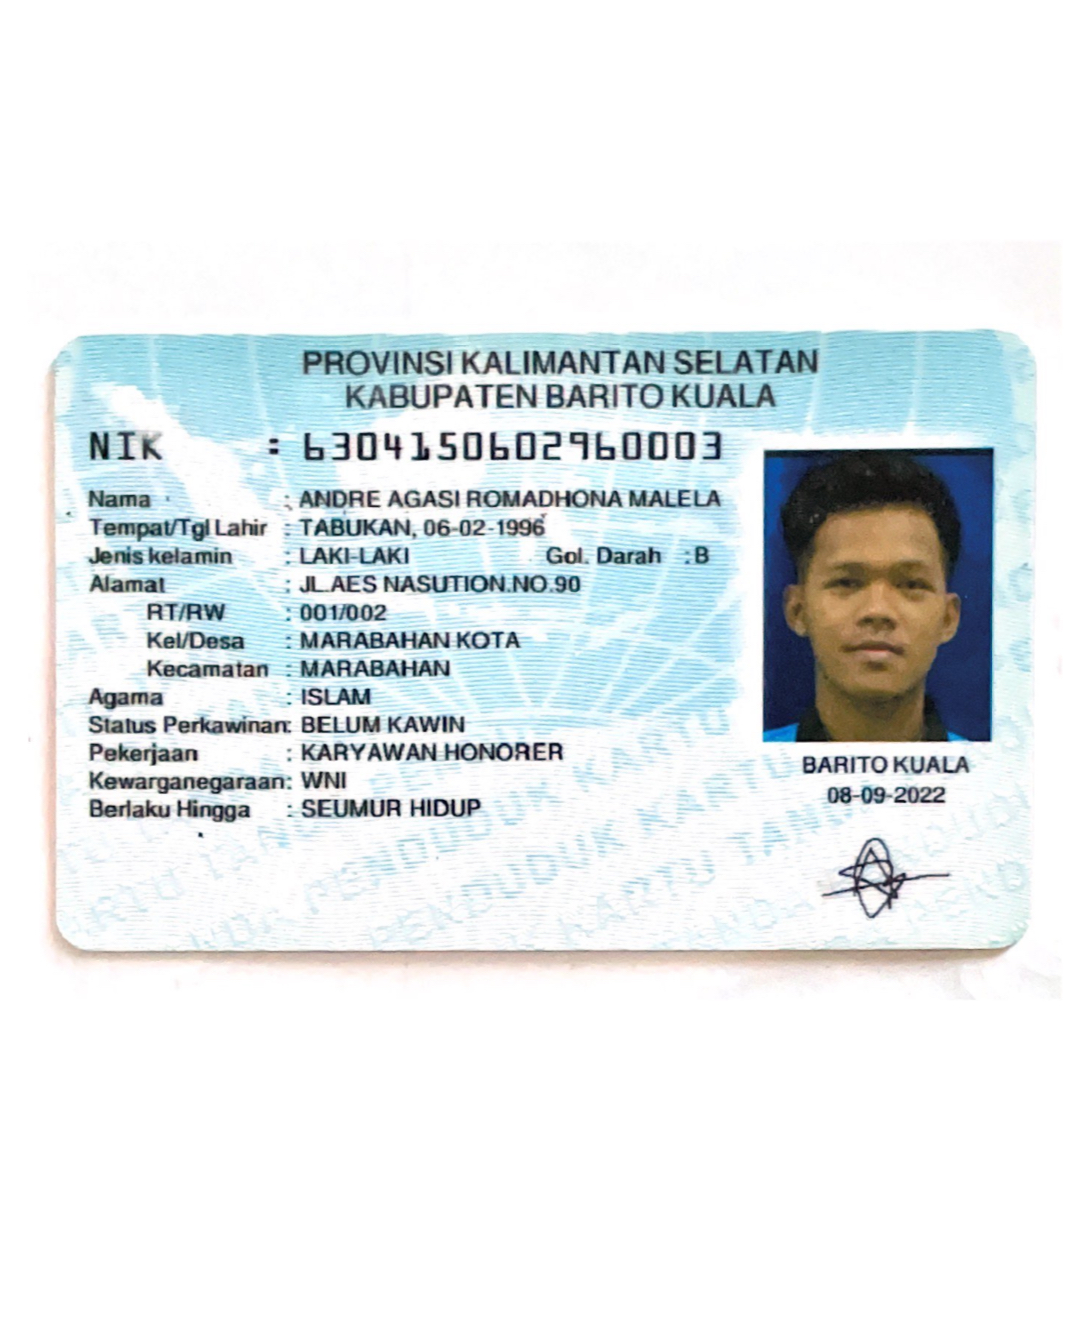 PROVINSI KALIMANTAN SELATAN
KABUPATEN BARITO KUALA
NIK : 6304150602960003
Nama : ANDRE AGASI ROMADHONA MALELA
Tempat/Tgl Lahir : TABUKAN, 06-02-1996
Jenis kelamin : LAKI-LAKI Gol. Darah : B
Alamat : JL.AES NASUTION.NO.90
RT/RW : 001/002
Kel/Desa : MARABAHAN KOTA
Kecamatan : MARABAHAN
Agama : ISLAM
Status Perkawinan: BELUM KAWIN
Pekerjaan : KARYAWAN HONORER
Kewarganegaraan: WNI
Berlaku Hingga : SEUMUR HIDUP
BARITO KUALA
08-09-2022